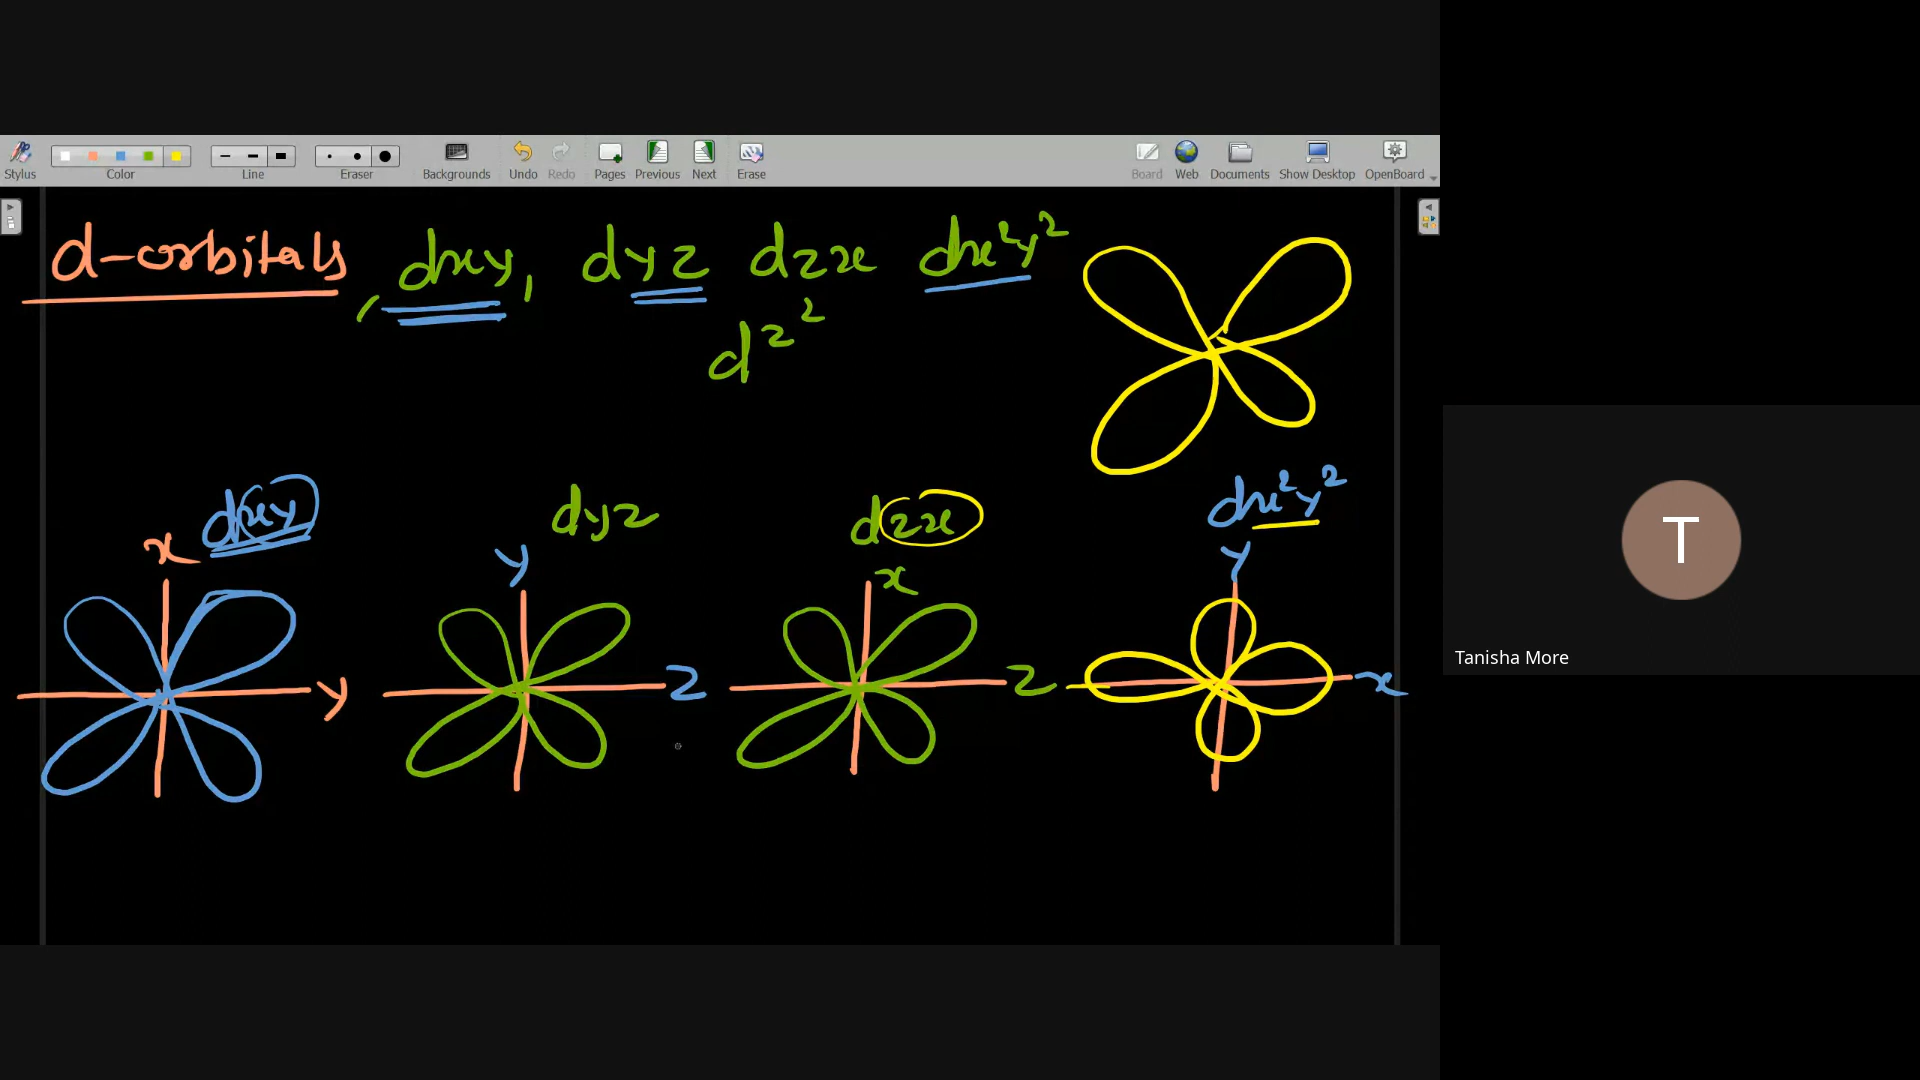 Stylus Color Line Eraser Backgrounds Undo Redo Pages Previous Next Erase Board Web Documents Show Desktop OpenBoard
d-orbitals, dxy, dyz dzx dx²y²
dz²
dxy dyz dzx dx²y²
x y x y
y z z x
T
Tanisha More